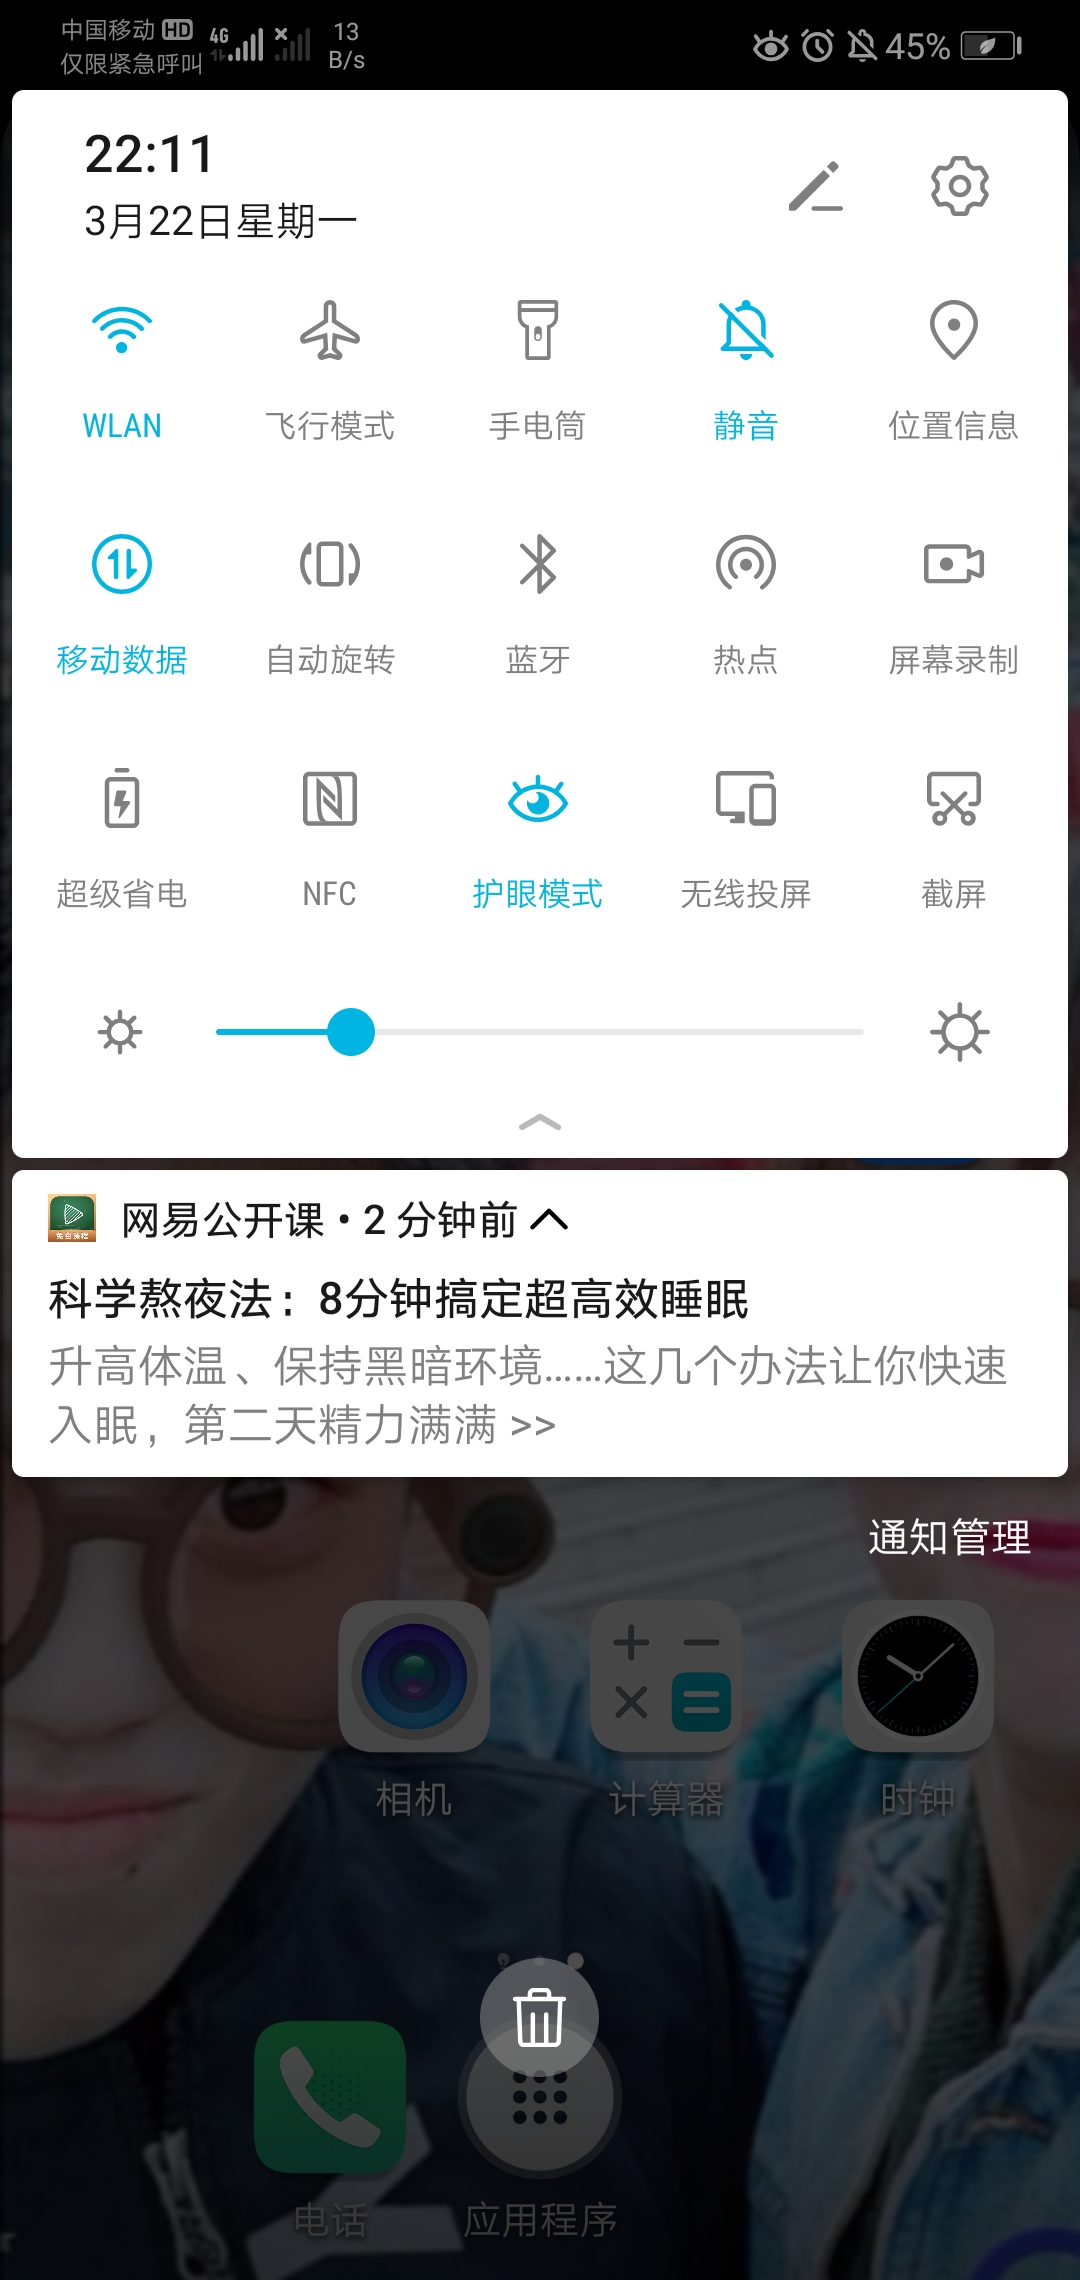 中国移动 HD 4G 13
仅限紧急呼叫 B/s
45%
22:11
3月22日星期一
WLAN 飞行模式 手电筒 静音 位置信息
移动数据 自动旋转 蓝牙 热点 屏幕录制
超级省电 NFC 护眼模式 无线投屏 截屏
网易公开课 • 2 分钟前
科学熬夜法：8分钟搞定超高效睡眠
升高体温、保持黑暗环境……这几个办法让你快速
入眠，第二天精力满满 >>
通知管理
相机 计算器 时钟
电话 应用程序